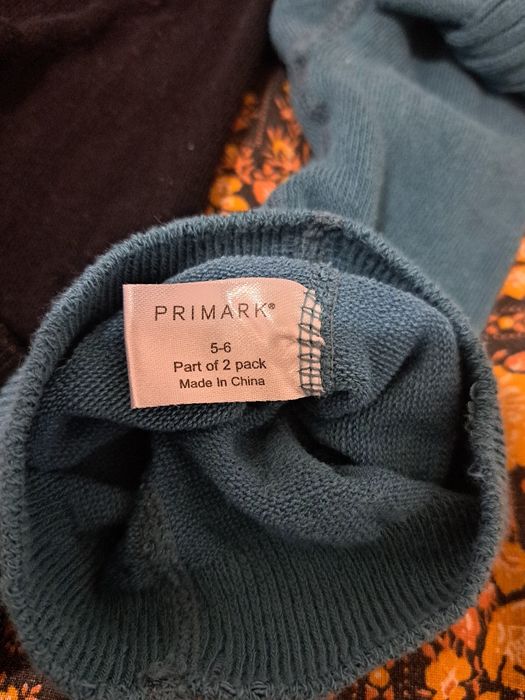 PRIMARK®
5-6
Part of 2 pack
Made In China